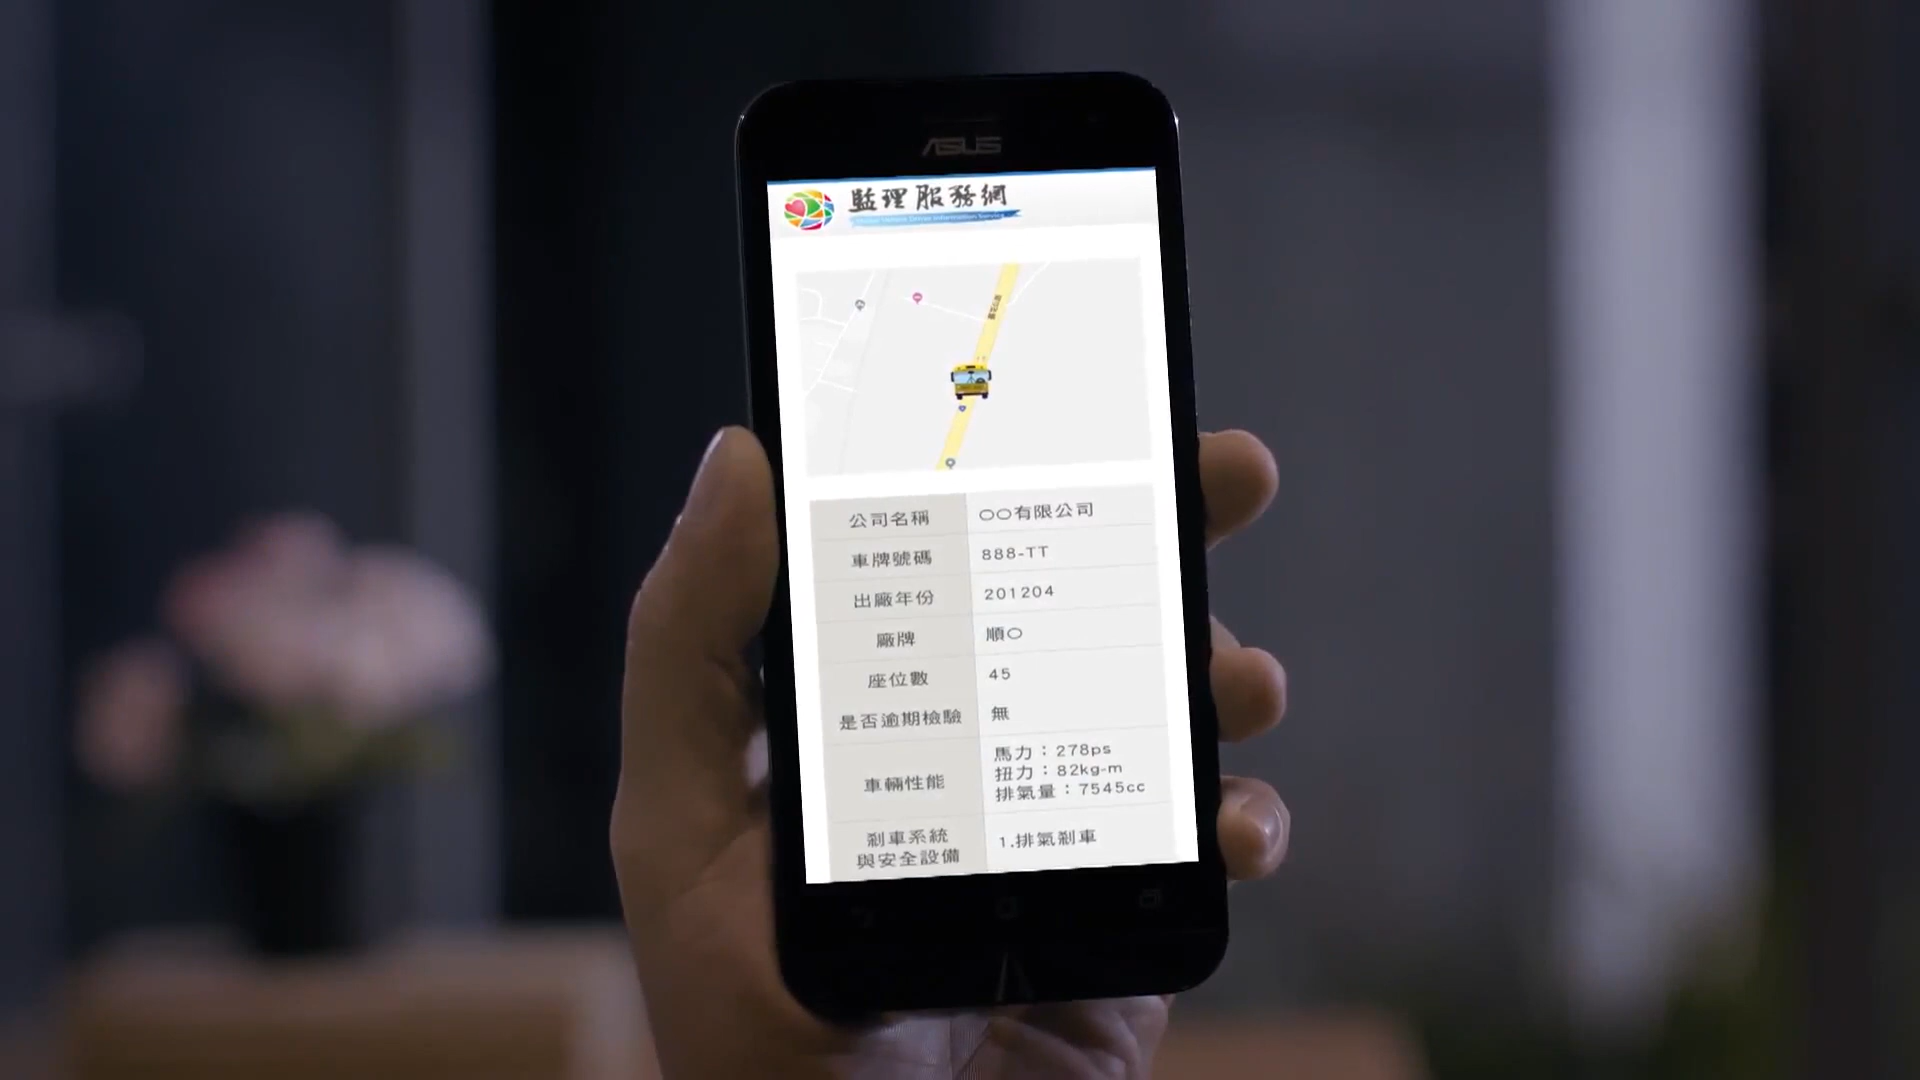 ASUS
監理服務網
公司名稱 〇〇有限公司
車牌號碼 888-TT
出廠年份 201204
廠牌 順〇
座位數 45
是否逾期檢驗 無
車輛性能
馬力：278ps
扭力：82kg-m
排氣量：7545cc
剎車系統
與安全設備
1.排氣剎車